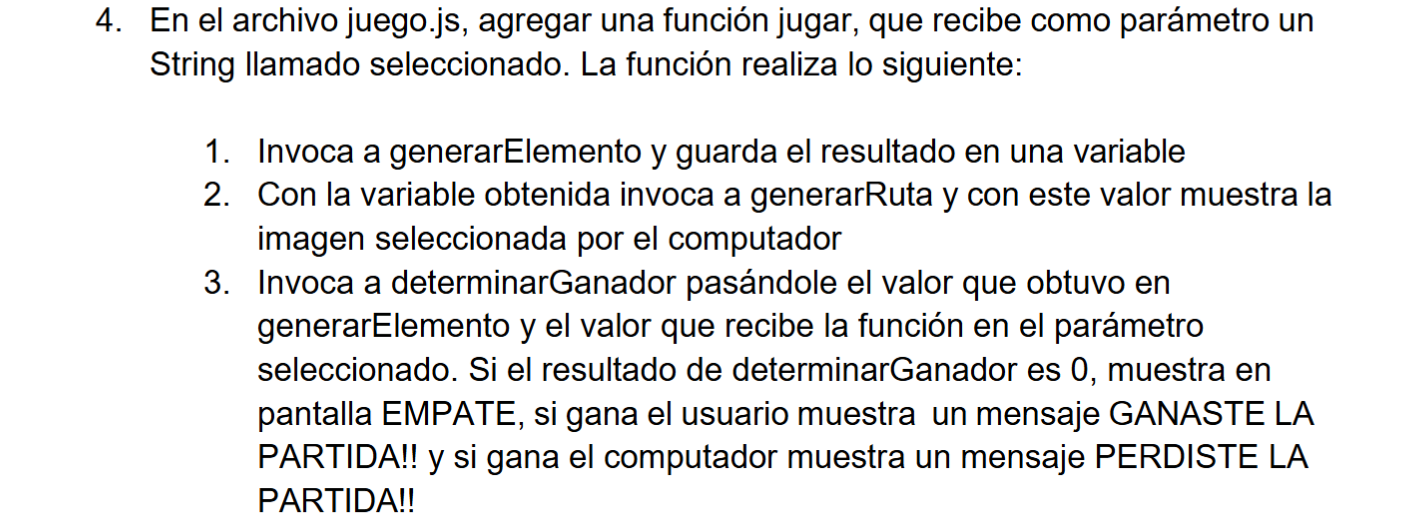 4. En el archivo juego.js, agregar una función jugar, que recibe como parámetro un
String llamado seleccionado. La función realiza lo siguiente:
1. Invoca a generarElemento y guarda el resultado en una variable
2. Con la variable obtenida invoca a generarRuta y con este valor muestra la
imagen seleccionada por el computador
3. Invoca a determinarGanador pasándole el valor que obtuvo en
generarElemento y el valor que recibe la función en el parámetro
seleccionado. Si el resultado de determinarGanador es 0, muestra en
pantalla EMPATE, si gana el usuario muestra  un mensaje GANASTE LA
PARTIDA!! y si gana el computador muestra un mensaje PERDISTE LA
PARTIDA!!